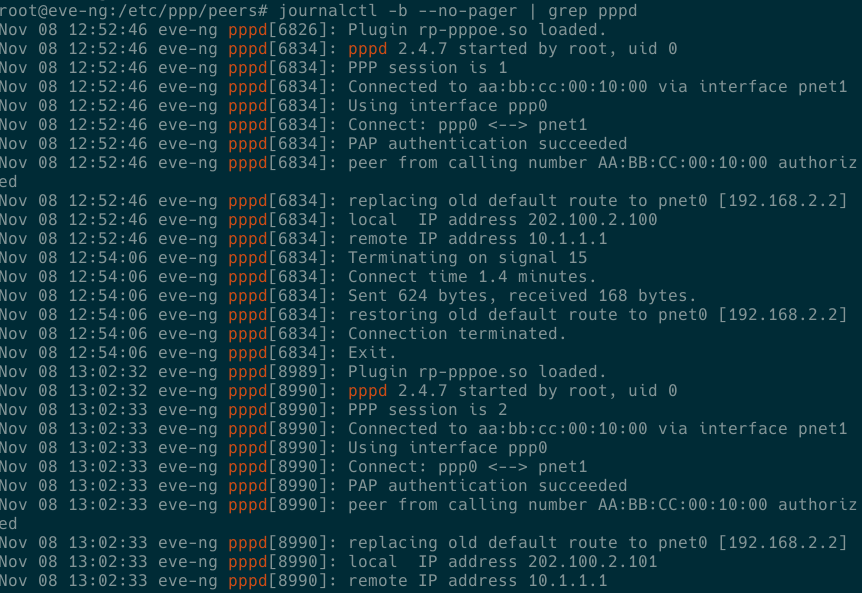 root@eve-ng:/etc/ppp/peers# journalctl -b --no-pager | grep pppd
Nov 08 12:52:46 eve-ng pppd[6826]: Plugin rp-pppoe.so loaded.
Nov 08 12:52:46 eve-ng pppd[6834]: pppd 2.4.7 started by root, uid 0
Nov 08 12:52:46 eve-ng pppd[6834]: PPP session is 1
Nov 08 12:52:46 eve-ng pppd[6834]: Connected to aa:bb:cc:00:10:00 via interface pnet1
Nov 08 12:52:46 eve-ng pppd[6834]: Using interface ppp0
Nov 08 12:52:46 eve-ng pppd[6834]: Connect: ppp0 <--> pnet1
Nov 08 12:52:46 eve-ng pppd[6834]: PAP authentication succeeded
Nov 08 12:52:46 eve-ng pppd[6834]: peer from calling number AA:BB:CC:00:10:00 authoriz
ed
Nov 08 12:52:46 eve-ng pppd[6834]: replacing old default route to pnet0 [192.168.2.2]
Nov 08 12:52:46 eve-ng pppd[6834]: local  IP address 202.100.2.100
Nov 08 12:52:46 eve-ng pppd[6834]: remote IP address 10.1.1.1
Nov 08 12:54:06 eve-ng pppd[6834]: Terminating on signal 15
Nov 08 12:54:06 eve-ng pppd[6834]: Connect time 1.4 minutes.
Nov 08 12:54:06 eve-ng pppd[6834]: Sent 624 bytes, received 168 bytes.
Nov 08 12:54:06 eve-ng pppd[6834]: restoring old default route to pnet0 [192.168.2.2]
Nov 08 12:54:06 eve-ng pppd[6834]: Connection terminated.
Nov 08 12:54:06 eve-ng pppd[6834]: Exit.
Nov 08 13:02:32 eve-ng pppd[8989]: Plugin rp-pppoe.so loaded.
Nov 08 13:02:32 eve-ng pppd[8990]: pppd 2.4.7 started by root, uid 0
Nov 08 13:02:33 eve-ng pppd[8990]: PPP session is 2
Nov 08 13:02:33 eve-ng pppd[8990]: Connected to aa:bb:cc:00:10:00 via interface pnet1
Nov 08 13:02:33 eve-ng pppd[8990]: Using interface ppp0
Nov 08 13:02:33 eve-ng pppd[8990]: Connect: ppp0 <--> pnet1
Nov 08 13:02:33 eve-ng pppd[8990]: PAP authentication succeeded
Nov 08 13:02:33 eve-ng pppd[8990]: peer from calling number AA:BB:CC:00:10:00 authoriz
ed
Nov 08 13:02:33 eve-ng pppd[8990]: replacing old default route to pnet0 [192.168.2.2]
Nov 08 13:02:33 eve-ng pppd[8990]: local  IP address 202.100.2.101
Nov 08 13:02:33 eve-ng pppd[8990]: remote IP address 10.1.1.1